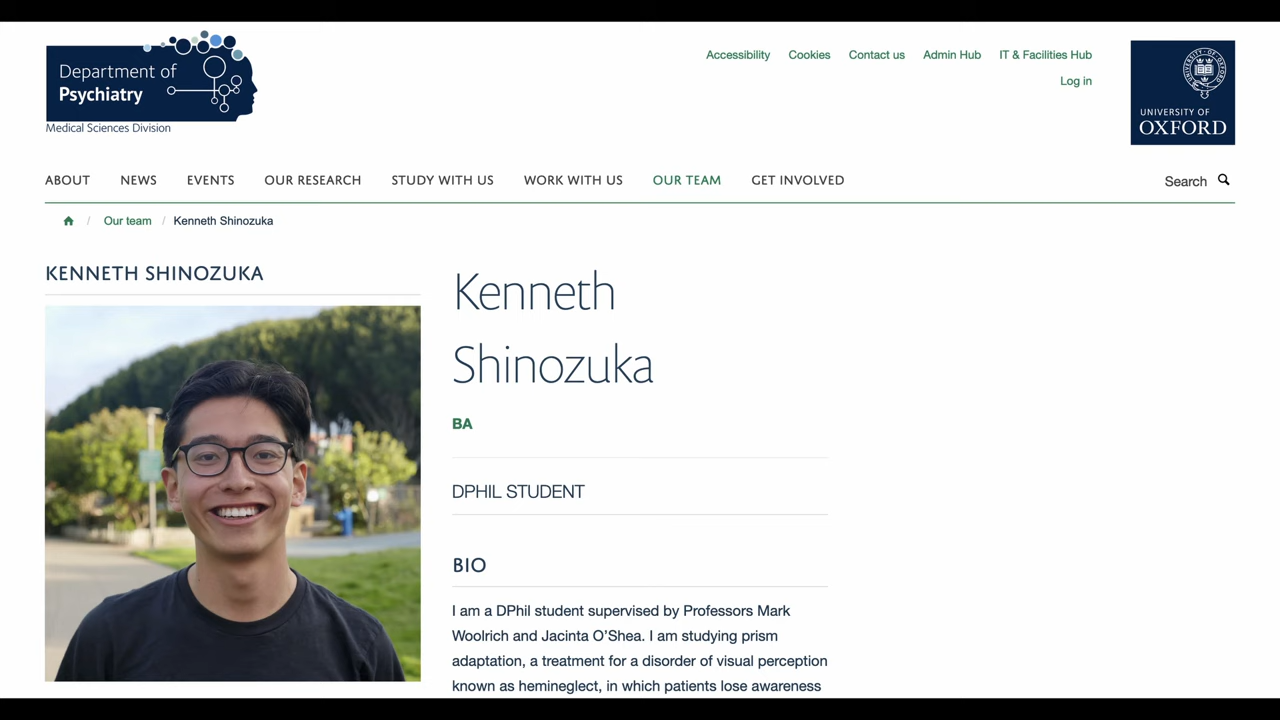 Department of
Psychiatry
Medical Sciences Division
Accessibility Cookies Contact us Admin Hub IT & Facilities Hub
Log in
UNIVERSITY OF
OXFORD
ABOUT NEWS EVENTS OUR RESEARCH STUDY WITH US WORK WITH US OUR TEAM GET INVOLVED
Search
/ Our team / Kenneth Shinozuka
KENNETH SHINOZUKA
Kenneth
Shinozuka
BA
DPHIL STUDENT
BIO
I am a DPhil student supervised by Professors Mark
Woolrich and Jacinta O’Shea. I am studying prism
adaptation, a treatment for a disorder of visual perception
known as hemineglect, in which patients lose awareness